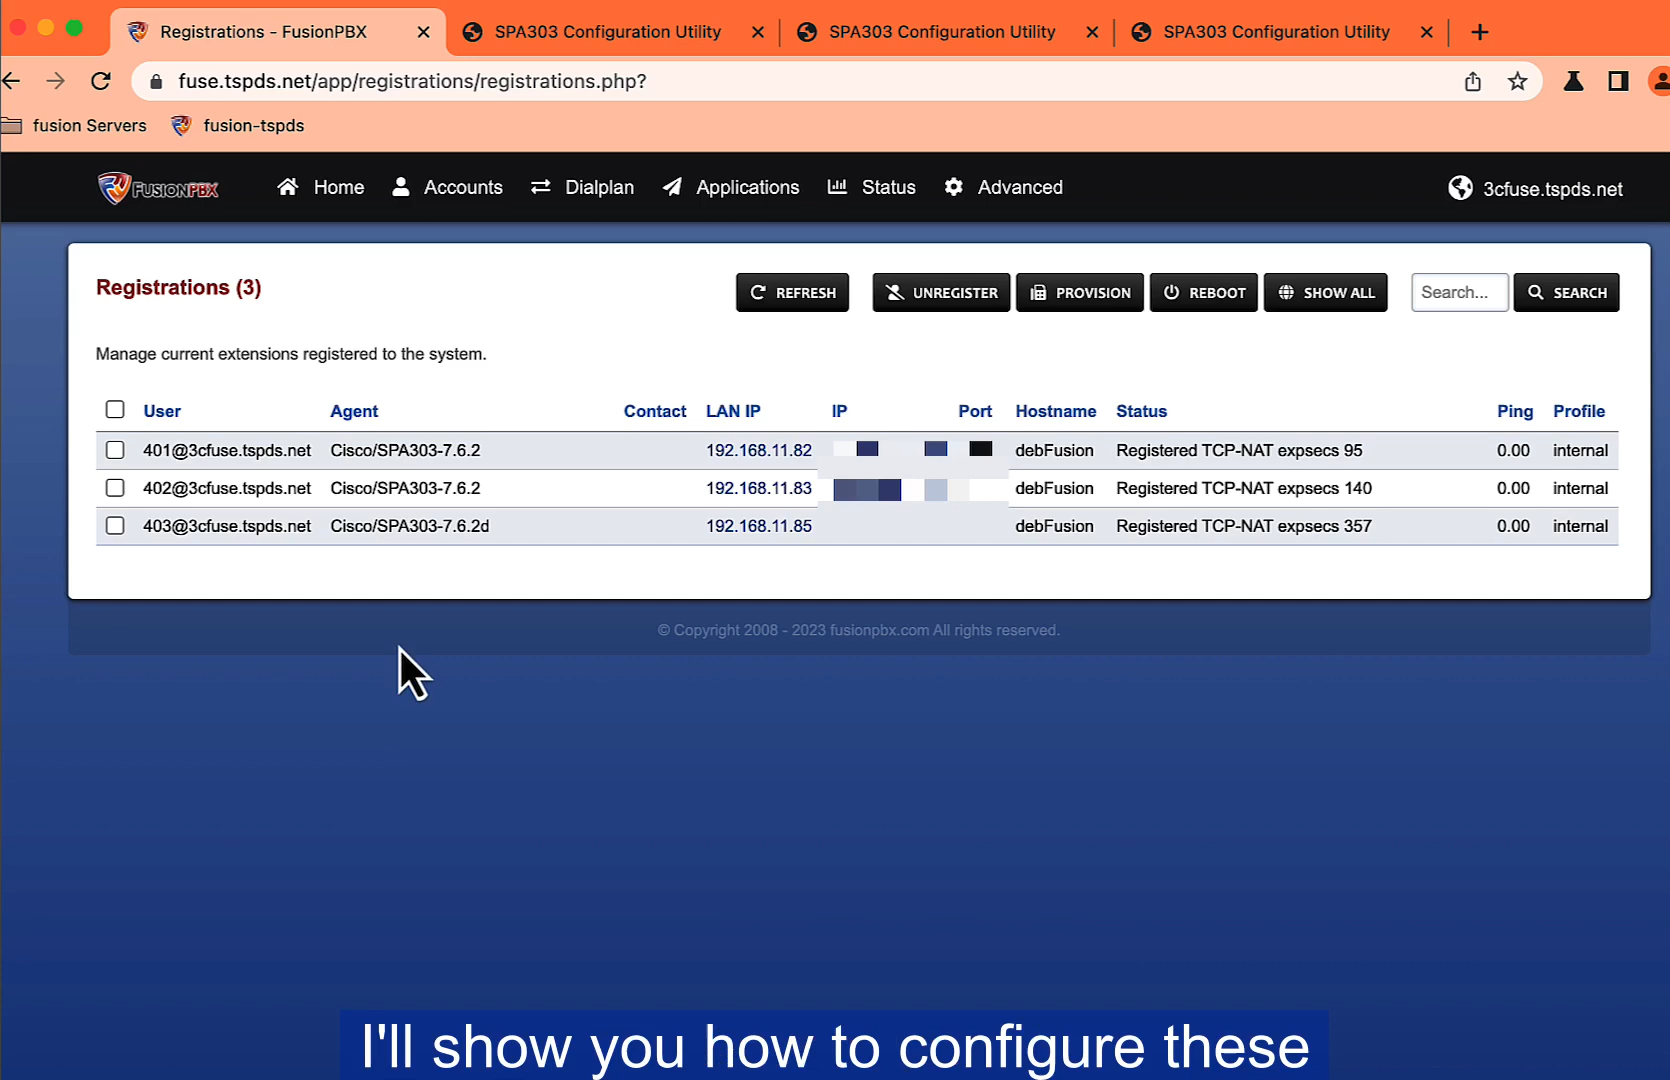 Registrations - FusionPBX
SPA303 Configuration Utility
SPA303 Configuration Utility
SPA303 Configuration Utility
fuse.tspds.net/app/registrations/registrations.php?
fusion Servers
fusion-tspds
FUSIONPBX
Home
Accounts
Dialplan
Applications
Status
Advanced
3cfuse.tspds.net
Registrations (3)
REFRESH
UNREGISTER
PROVISION
REBOOT
SHOW ALL
Search...
SEARCH
Manage current extensions registered to the system.
User Agent Contact LAN IP IP Port Hostname Status Ping Profile
401@3cfuse.tspds.net Cisco/SPA303-7.6.2 192.168.11.82 debFusion Registered TCP-NAT expsecs 95 0.00 internal
402@3cfuse.tspds.net Cisco/SPA303-7.6.2 192.168.11.83 debFusion Registered TCP-NAT expsecs 140 0.00 internal
403@3cfuse.tspds.net Cisco/SPA303-7.6.2d 192.168.11.85 debFusion Registered TCP-NAT expsecs 357 0.00 internal
© Copyright 2008 - 2023 fusionpbx.com All rights reserved.
I'll show you how to configure these